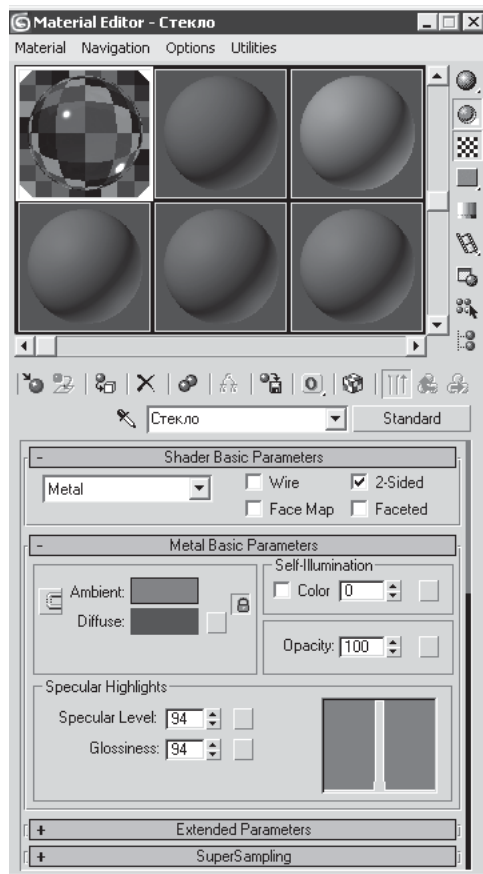 Material Editor - Стекло
Material Navigation Options Utilities
Стекло Standard
- Shader Basic Parameters
Metal Wire 2-Sided
Face Map Faceted
- Metal Basic Parameters
Self-Illumination
Ambient: Color 0
Diffuse:
Opacity: 100
Specular Highlights
Specular Level: 94
Glossiness: 94
+ Extended Parameters
+ SuperSampling